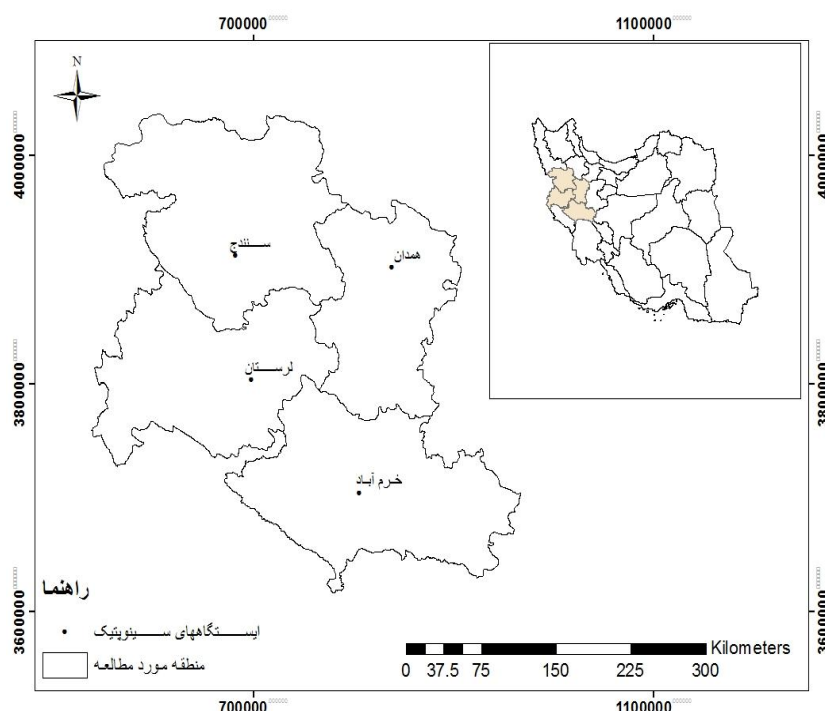 700000
1100000
N
4000000
4000000
سنندج
همدان
لرستان
3800000
3800000
خرم آباد
راهنما
ایستگاههای سینوپتیک
منطقه مورد مطالعه
3600000
3600000
Kilometers
0 37.5 75 150 225 300
700000
1100000